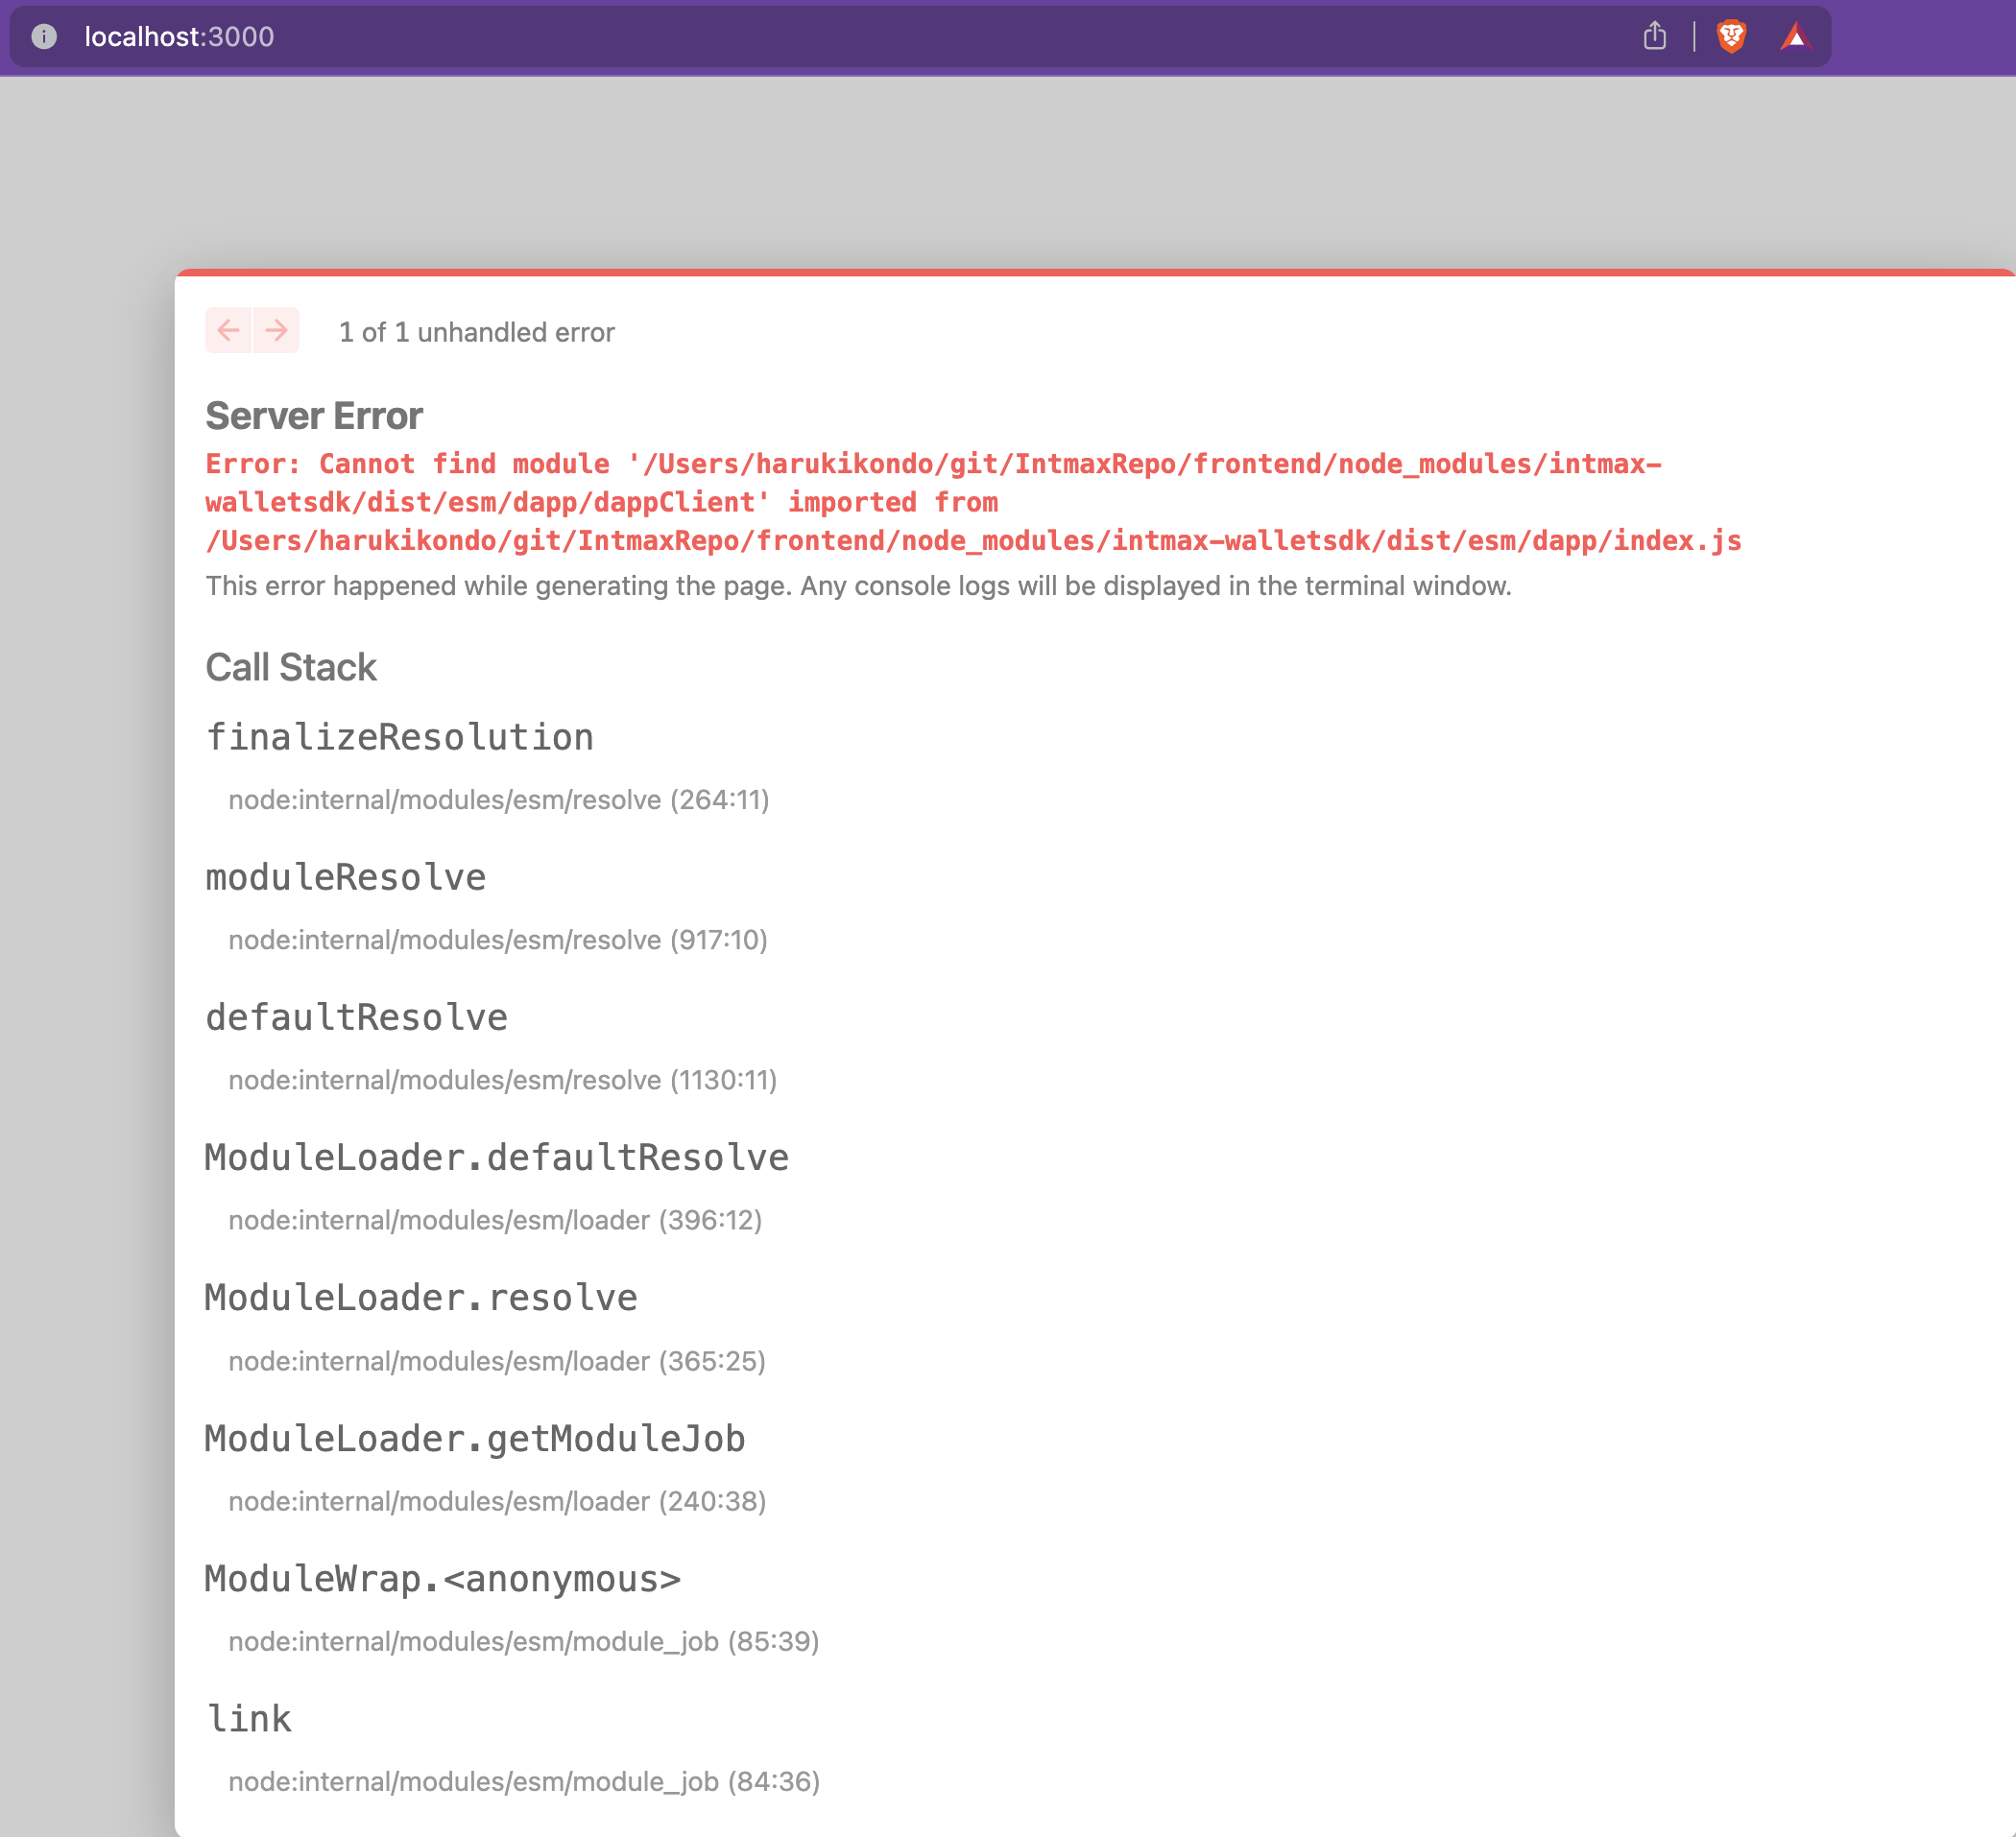 localhost:3000
1 of 1 unhandled error
Server Error
Error: Cannot find module '/Users/harukikondo/git/IntmaxRepo/frontend/node_modules/intmax-
walletsdk/dist/esm/dapp/dappClient' imported from
/Users/harukikondo/git/IntmaxRepo/frontend/node_modules/intmax-walletsdk/dist/esm/dapp/index.js
This error happened while generating the page. Any console logs will be displayed in the terminal window.
Call Stack
finalizeResolution
node:internal/modules/esm/resolve (264:11)
moduleResolve
node:internal/modules/esm/resolve (917:10)
defaultResolve
node:internal/modules/esm/resolve (1130:11)
ModuleLoader.defaultResolve
node:internal/modules/esm/loader (396:12)
ModuleLoader.resolve
node:internal/modules/esm/loader (365:25)
ModuleLoader.getModuleJob
node:internal/modules/esm/loader (240:38)
ModuleWrap.<anonymous>
node:internal/modules/esm/module_job (85:39)
link
node:internal/modules/esm/module_job (84:36)